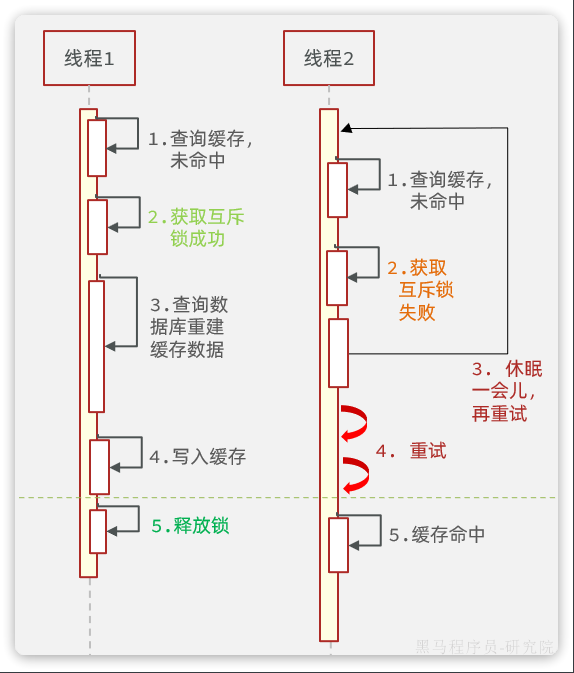 线程1
线程2
1.查询缓存，
未命中
2.获取互斥
锁成功
3.查询数
据库重建
缓存数据
4.写入缓存
5.释放锁
1.查询缓存，
未命中
2.获取
互斥锁
失败
3. 休眠
一会儿，
再重试
4. 重试
5.缓存命中
黑马程序员-研究院